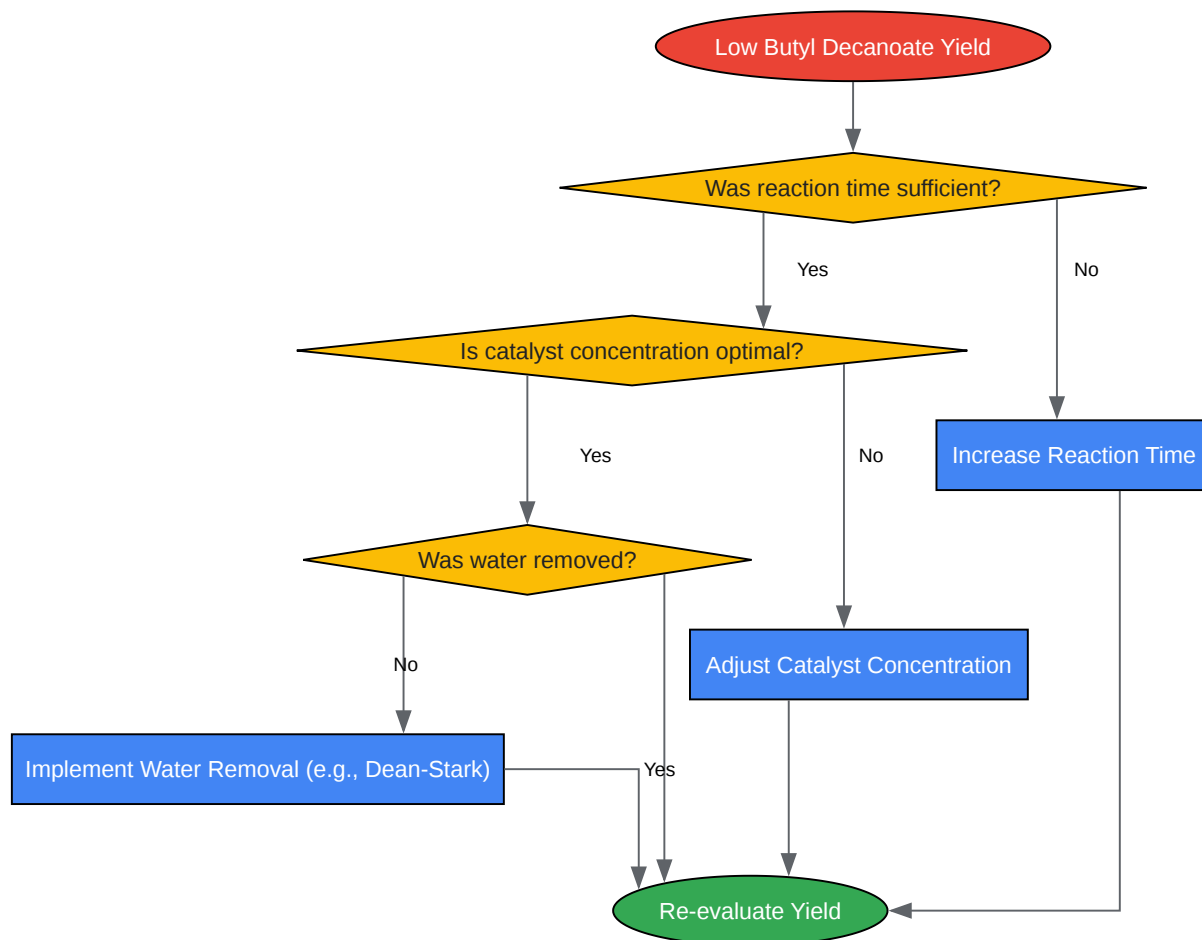 Low Butyl Decanoate Yield
Was reaction time sufficient?
Yes
No
Is catalyst concentration optimal?
Yes
No
Increase Reaction Time
Was water removed?
No
Adjust Catalyst Concentration
Implement Water Removal (e.g., Dean-Stark)
Yes
Re-evaluate Yield